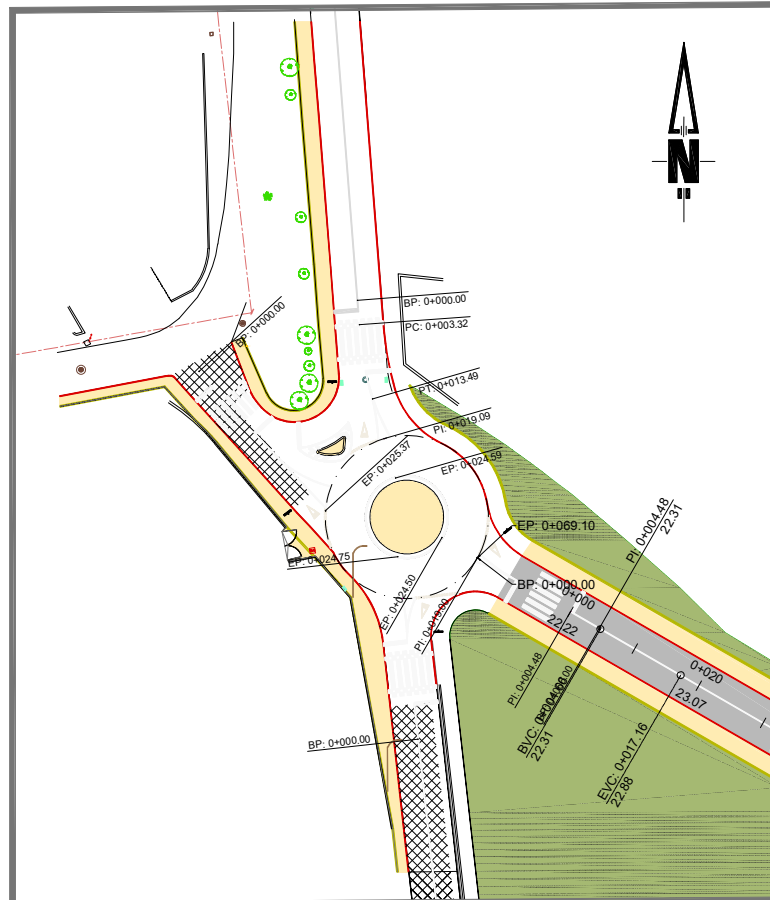 N
BP: 0+000.00
BP: 0+000.00
PC: 0+003.32
PT: 0+013.49
PI: 0+019.09
EP: 0+025.37
EP: 0+024.59
EP: 0+069.10
PI: 0+004.48
22.31
EP: 0+024.75
EP: 0+024.50
PI: 0+019.00
BP: 0+000.00
0+000
22.22
PI: 0+004.48
0+020
23.07
BVC:
22.31
EVC: 0+017.16
22.88
BP: 0+000.00